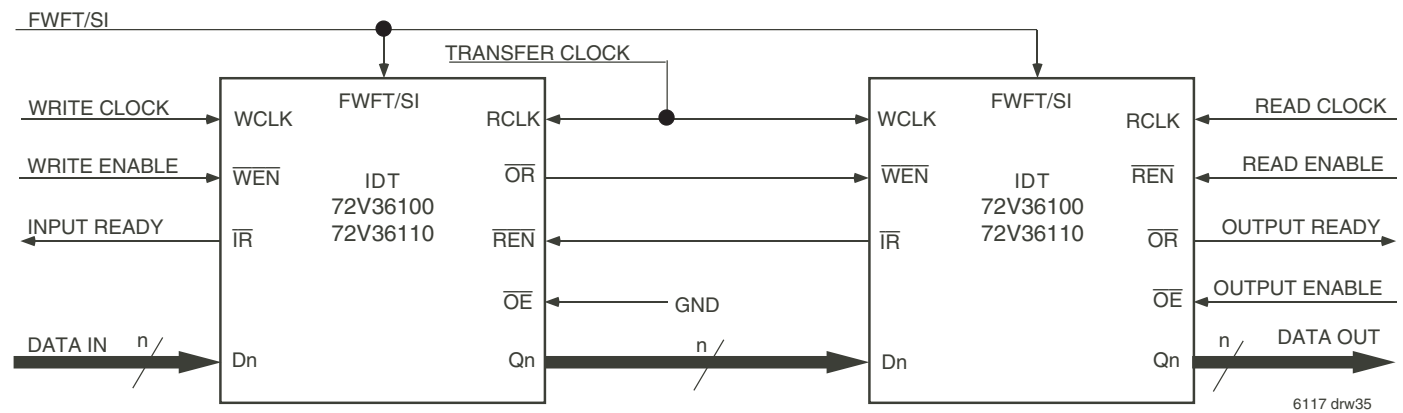 FWFT/SI
TRANSFER CLOCK
WRITE CLOCK
WRITE ENABLE
INPUT READY
DATA IN
n
FWFT/SI
WCLK
RCLK
WEN
OR
IDT
72V36100
72V36110
IR
REN
OE
Dn
Qn
GND
n
FWFT/SI
WCLK
RCLK
WEN
REN
IDT
72V36100
72V36110
IR
OR
OE
Dn
Qn
READ CLOCK
READ ENABLE
OUTPUT READY
OUTPUT ENABLE
n
DATA OUT
6117 drw35